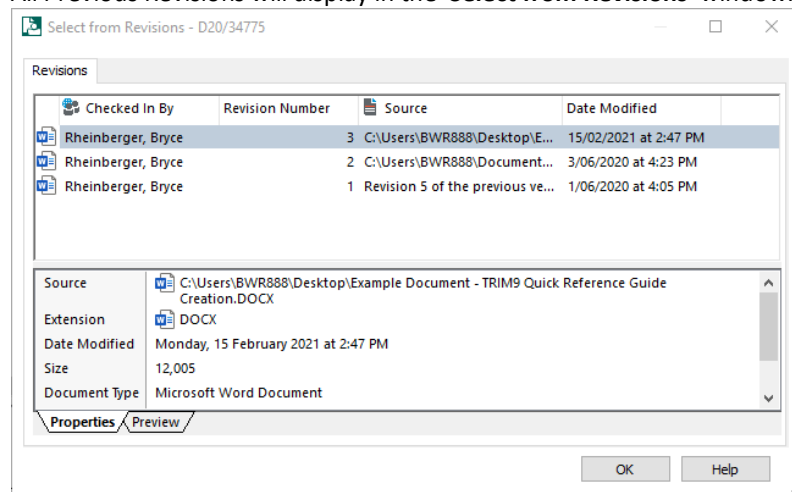 All Previous Revisions will display in the 'Select from Revisions' window
Select from Revisions - D20/34775
Revisions
Checked In By Revision Number Source Date Modified
Rheinberger, Bryce 3 C:\Users\BWR888\Desktop\E... 15/02/2021 at 2:47 PM
Rheinberger, Bryce 2 C:\Users\BWR888\Document... 3/06/2020 at 4:23 PM
Rheinberger, Bryce 1 Revision 5 of the previous ve... 1/06/2020 at 4:05 PM
Source C:\Users\BWR888\Desktop\Example Document - TRIM9 Quick Reference Guide
Creation.DOCX
Extension DOCX
Date Modified Monday, 15 February 2021 at 2:47 PM
Size 12,005
Document Type Microsoft Word Document
Properties Preview
OK Help